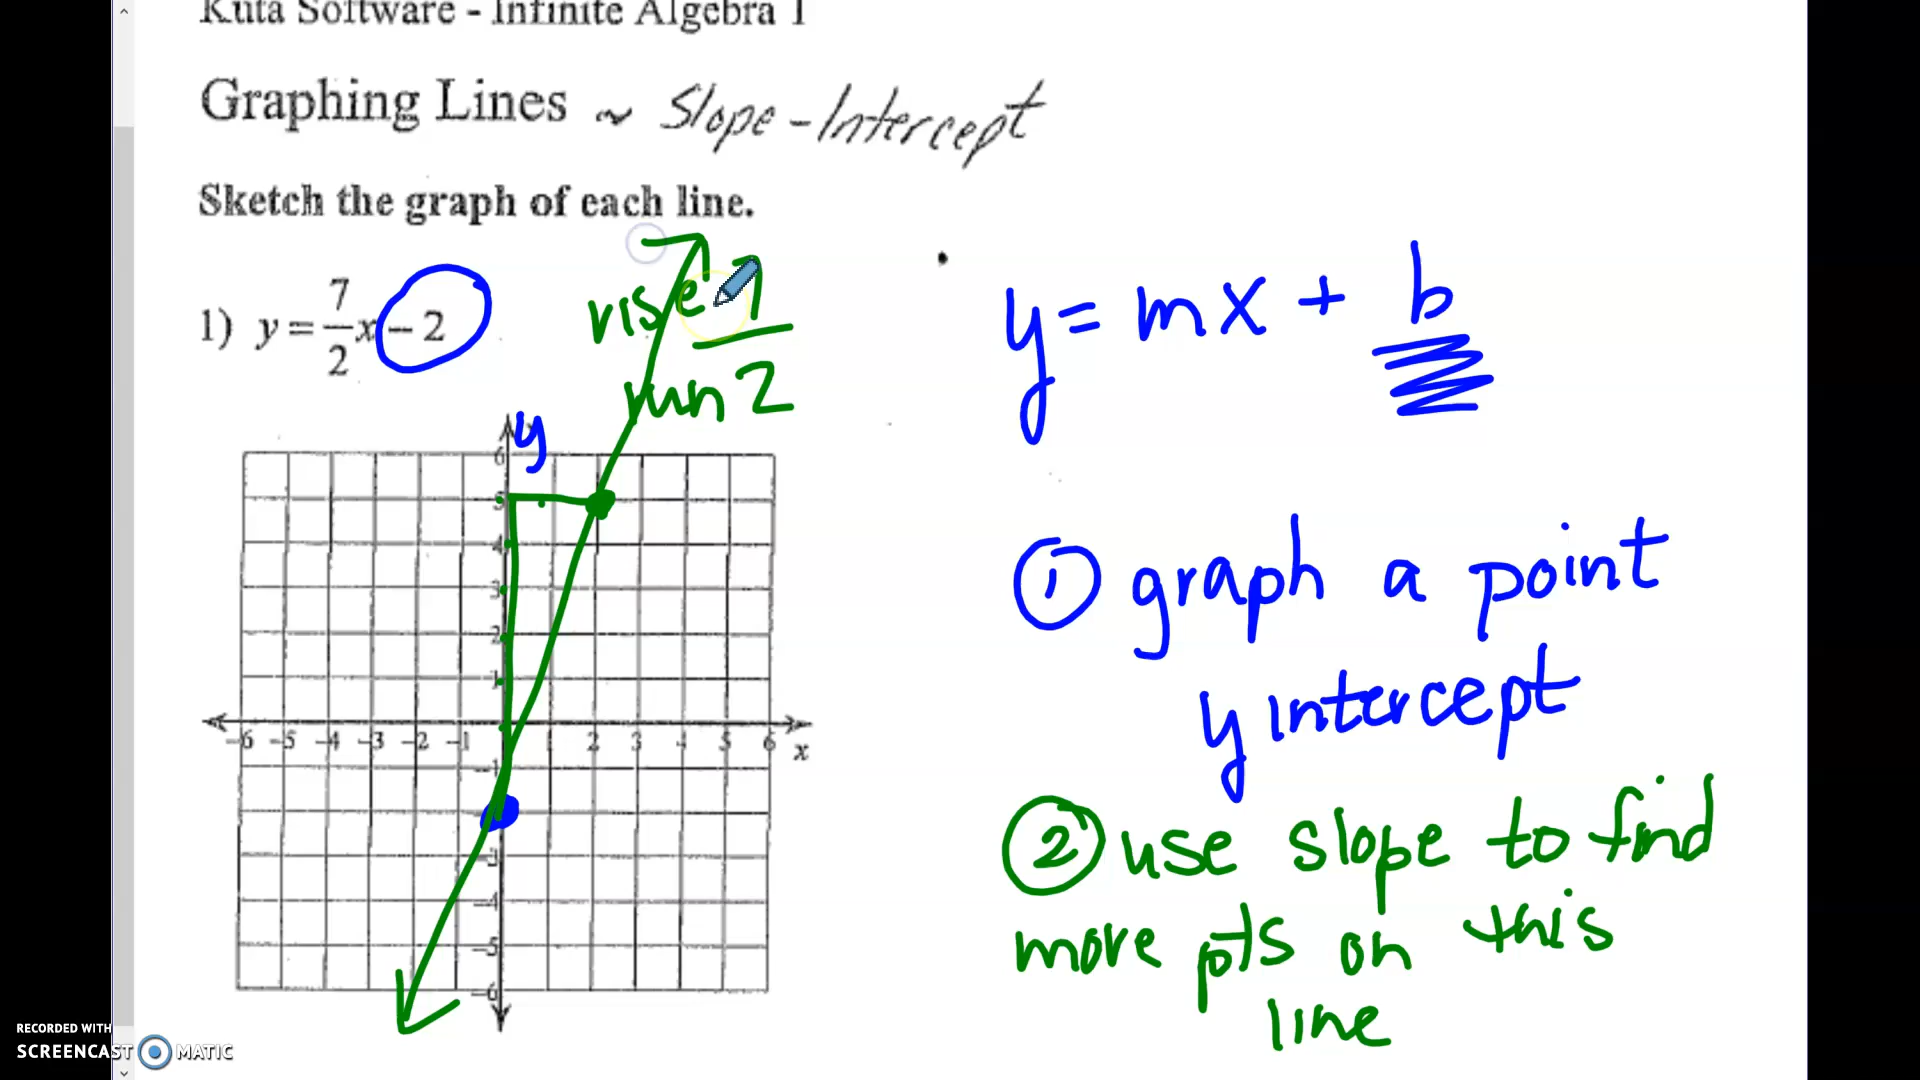 Kuta Software - Infinite Algebra 1
Graphing Lines ~ Slope-Intercept
Sketch the graph of each line.
1) y = 7/2 x - 2
rise 7
run 2
y = mx + b
y
6
5
4
3
2
1
-6 -5 -4 -3 -2 -1 2 3 4 5 6 x
-1
-3
-4
-5
-6
① graph a point
y intercept
② use slope to find
more pts on this
line
RECORDED WITH
SCREENCAST MATIC